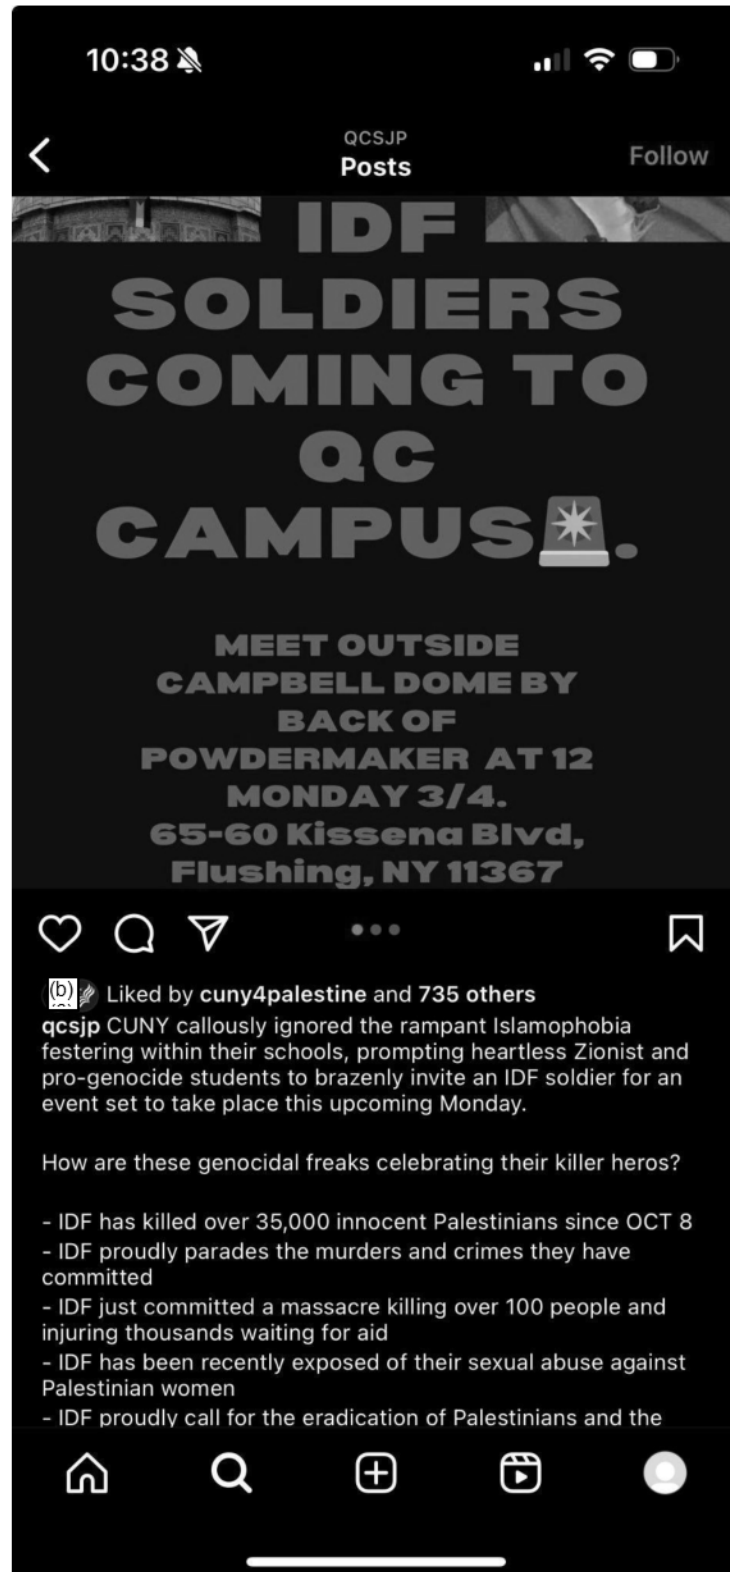 10:38
QCSJP
Posts
Follow
IDF
SOLDIERS
COMING TO
QC
CAMPUS🚨.
MEET OUTSIDE
CAMPBELL DOME BY
BACK OF
POWDERMAKER AT 12
MONDAY 3/4.
65-60 Kissena Blvd,
Flushing, NY 11367
(b)
Liked by cuny4palestine and 735 others
qcsjp CUNY callously ignored the rampant Islamophobia
festering within their schools, prompting heartless Zionist and
pro-genocide students to brazenly invite an IDF soldier for an
event set to take place this upcoming Monday.
How are these genocidal freaks celebrating their killer heros?
- IDF has killed over 35,000 innocent Palestinians since OCT 8
- IDF proudly parades the murders and crimes they have
committed
- IDF just committed a massacre killing over 100 people and
injuring thousands waiting for aid
- IDF has been recently exposed of their sexual abuse against
Palestinian women
- IDF proudly call for the eradication of Palestinians and the